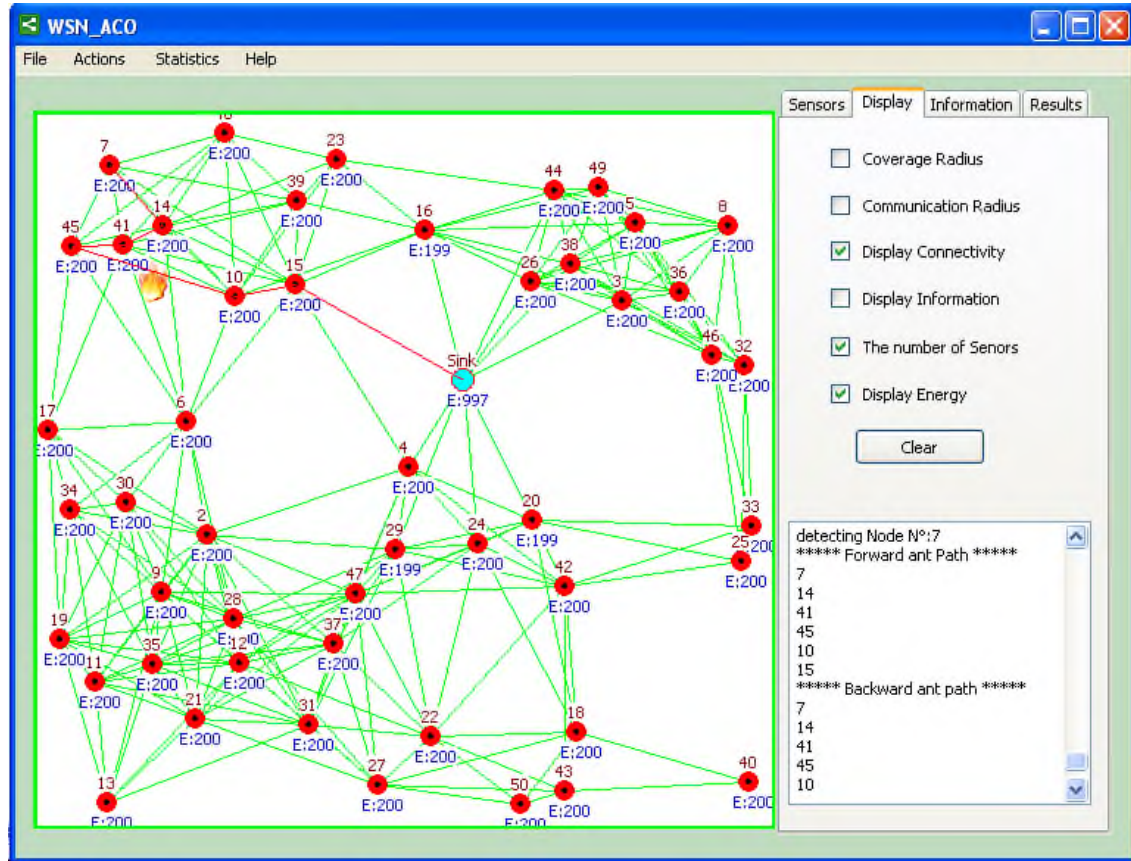 WSN_ACO
File Actions Statistics Help
Sensors Display Information Results
Coverage Radius
Communication Radius
Display Connectivity
Display Information
The number of Senors
Display Energy
Clear
detecting Node N°:7
***** Forward ant Path *****
7
14
41
45
10
15
***** Backward ant path *****
7
14
41
45
10
7
E:200
E:200
23
E:200
39
E:200
14
E:200
45
E:200
41
E:200
10
E:200
15
E:200
16
E:199
44
E:200
49
E:200
5
E:200
8
E:200
38
E:200
26
E:200
3
E:200
36
E:200
46
E:200
32
E:200
Sink
E:997
17
E:200
6
E:200
4
E:200
34
E:200
30
E:200
2
E:200
29
E:199
24
E:200
20
E:199
33
25
E:200
42
E:200
9
E:200
47
E:200
28
19
E:200
35
E:200
12
E:200
37
E:200
11
E:200
21
E:200
31
E:200
22
E:200
18
E:200
13
E:200
27
E:200
50
E:200
43
E:200
40
E:200